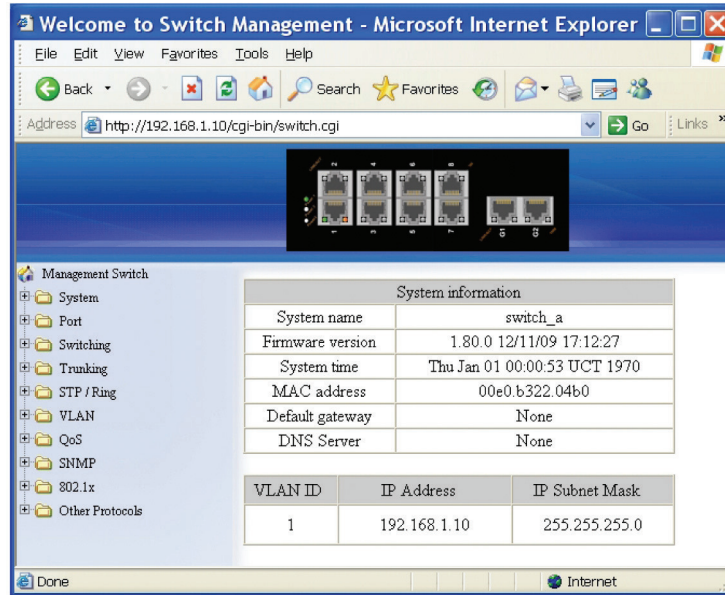 Welcome to Switch Management - Microsoft Internet Explorer
File Edit View Favorites Tools Help
Back Search Favorites
Address http://192.168.1.10/cgi-bin/switch.cgi Go Links »
2 4 6 8
1 3 5 7 G1 G2
Management Switch
System
Port
Switching
Trunking
STP / Ring
VLAN
QoS
SNMP
802.1x
Other Protocols
System information
System name switch_a
Firmware version 1.80.0 12/11/09 17:12:27
System time Thu Jan 01 00:00:53 UCT 1970
MAC address 00e0.b322.04b0
Default gateway None
DNS Server None
VLAN ID IP Address IP Subnet Mask
1 192.168.1.10 255.255.255.0
Done Internet